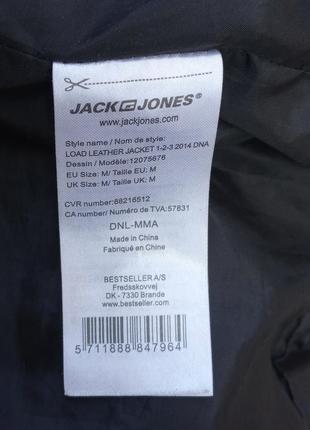 JACK JONES®
www.jackjones.com
Style name / Nom de style:
LOAD LEATHER JACKET 1-2-3 2014 DNA
Dessin / Modèle: 12075676
EU Size: M/ Taille EU: M
UK Size: M/ Taille UK: M
CVR number: 88216512
CA number/ Numéro de TVA: 57831
DNL-MMA
Made in China
Fabriqué en Chine
BESTSELLER A/S
Fredsskovvej
DK - 7330 Brande
www.bestseller.com
5 711888 847964